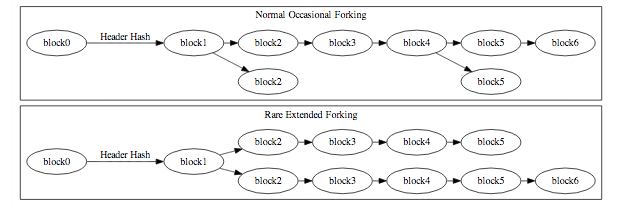 Normal Occasional Forking
block0 Header Hash block1 block2 block3 block4 block5 block6
block2 block5
Rare Extended Forking
block2 block3 block4 block5
block0 Header Hash block1
block2 block3 block4 block5 block6